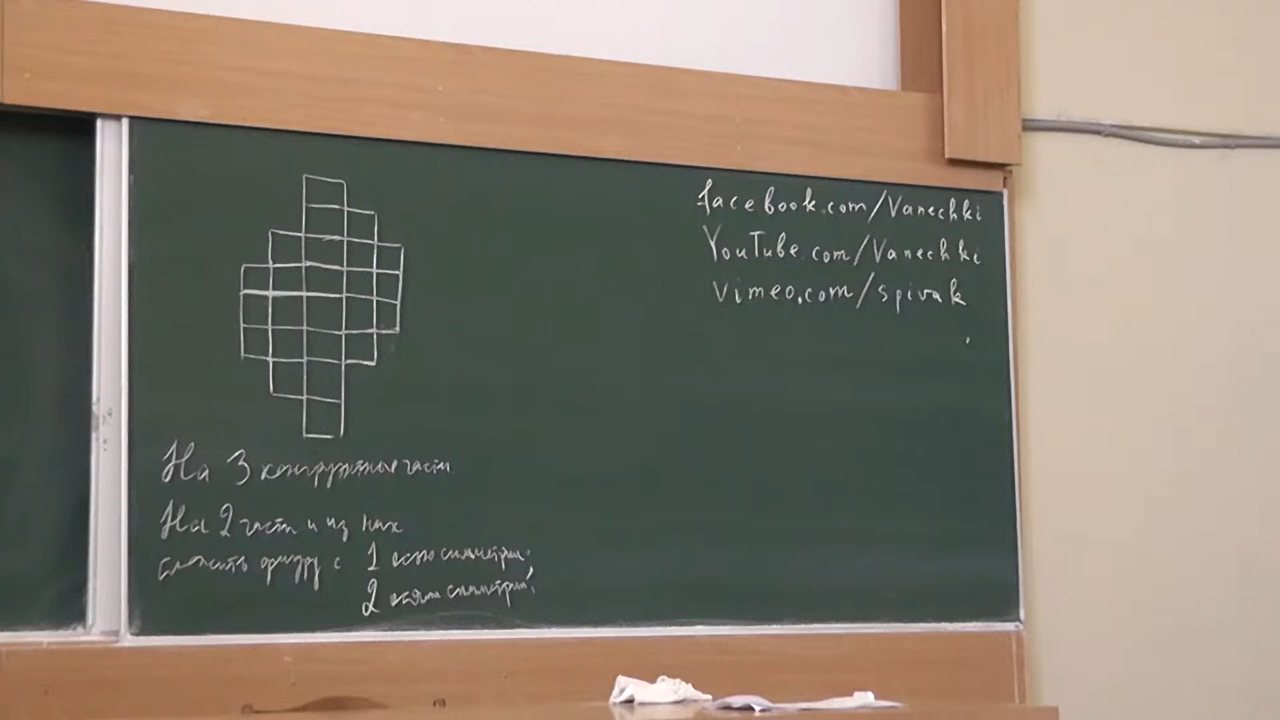 facebook.com/Vanechki
YouTube.com/Vanechki
vimeo.com/spivak
На 3 конгруэнтные части
На 2 части и из них
сложить фигуру с 1 осью симметрии.
2 осями симметрии!